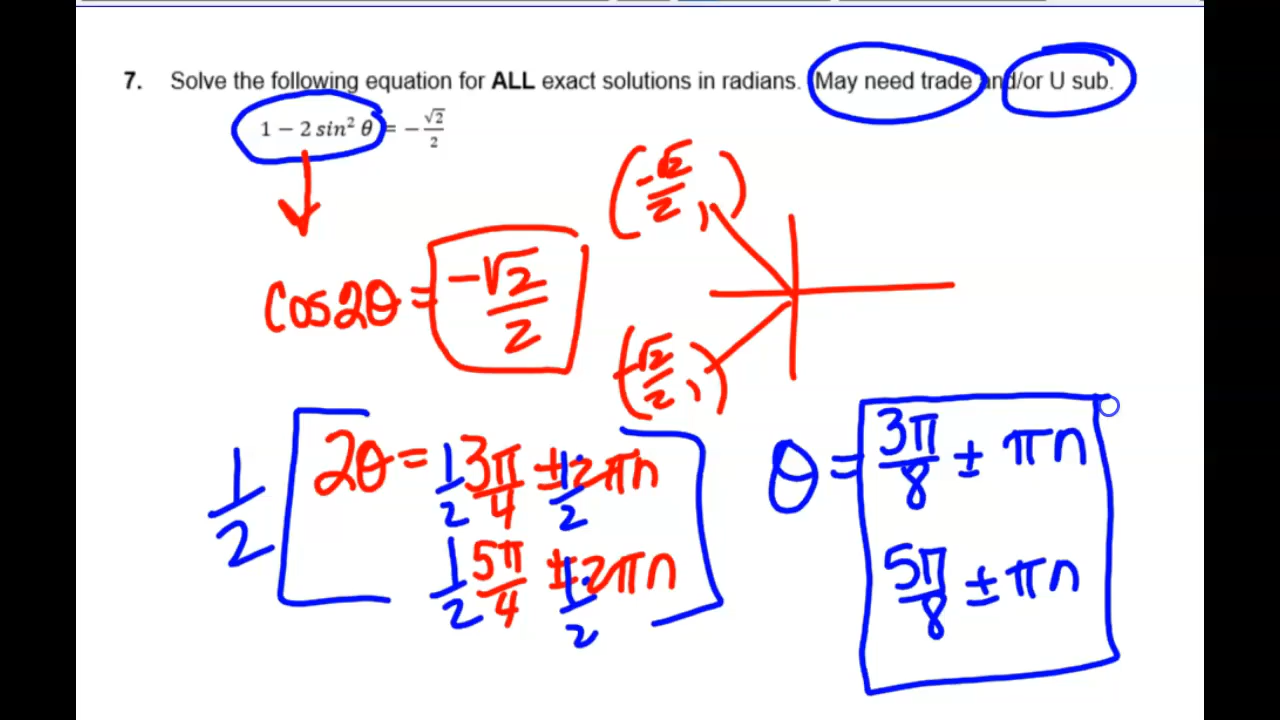 7. Solve the following equation for ALL exact solutions in radians. May need trade and/or U sub.
1 − 2 sin² θ = − √2/2
(-√2/2, )
cos2θ = -√2/2
(-√2/2, )
1/2 [ 2θ = 1/2 3π/4 ± 1/2 · 2πn
1/2 5π/4 ± 1/2 · 2πn ]
θ = 3π/8 ± πn
5π/8 ± πn